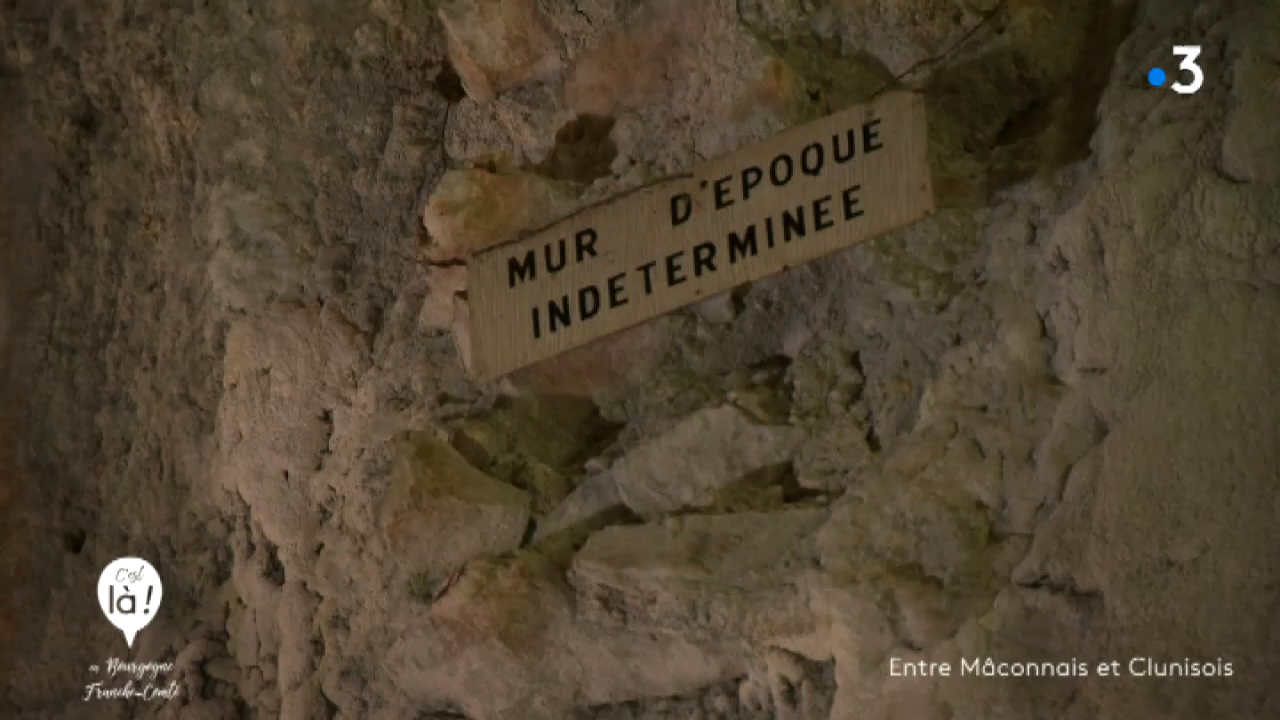 3
MUR D'EPOQUE
INDETERMINEE
C'est
là !
en Bourgogne
Franche-Comté
Entre Mâconnais et Clunisois